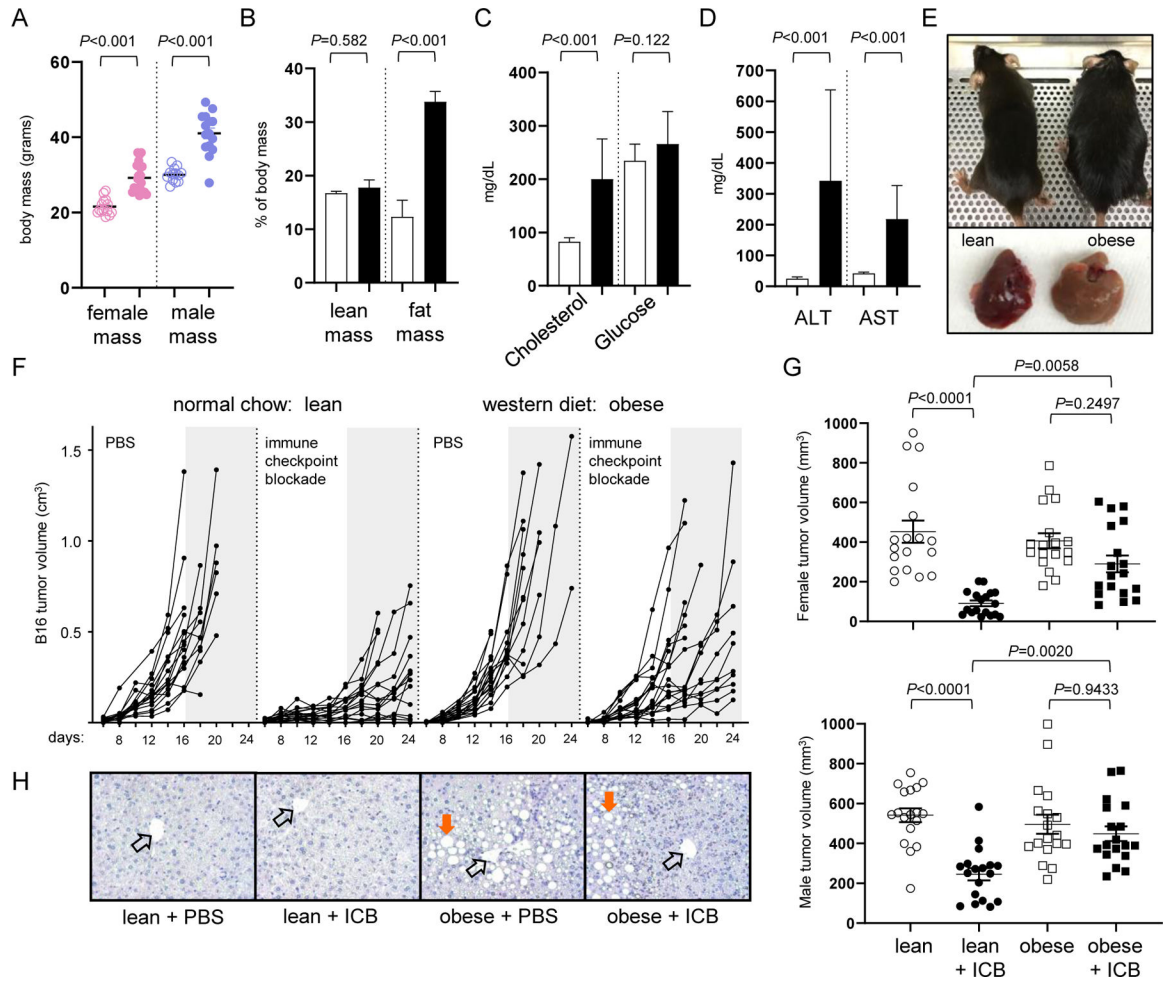 A
P<0.001
P<0.001
body mass (grams)
60
40
20
0
female mass
male mass
B
P=0.582
P<0.001
% of body mass
40
30
20
10
0
lean mass
fat mass
C
P<0.001
P=0.122
mg/dL
400
300
200
100
0
Cholesterol
Glucose
D
P<0.001
P<0.001
mg/dL
700
600
500
400
300
200
100
0
ALT
AST
E
lean
obese
F
normal chow: lean
western diet: obese
PBS
immune
checkpoint
blockade
PBS
immune
checkpoint
blockade
B16 tumor volume (cm³)
1.5
1.0
0.5
days:
8 12 16 20 24
8 12 16 20 24
8 12 16 20 24
8 12 16 20 24
G
P=0.0058
P<0.0001
P=0.2497
Female tumor volume (mm³)
1000
800
600
400
200
0
P=0.0020
P<0.0001
P=0.9433
Male tumor volume (mm³)
1000
800
600
400
200
0
lean
lean + ICB
obese
obese + ICB
H
lean + PBS
lean + ICB
obese + PBS
obese + ICB